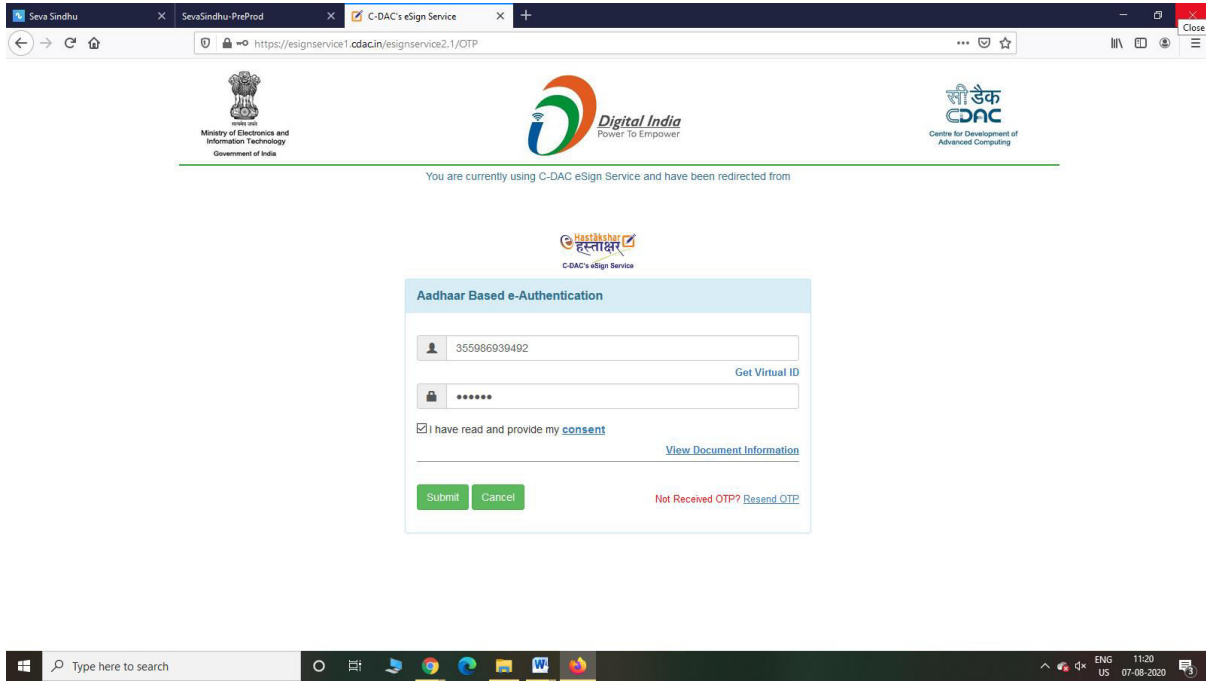 Seva Sindhu
SevaSindhu-PreProd
C-DAC's eSign Service
Close
https://esignservice1.cdac.in/esignservice2.1/OTP
Ministry of Electronics and
Information Technology
Government of India
Digital India
Power To Empower
सी डैक
CDAC
Centre for Development of
Advanced Computing
You are currently using C-DAC eSign Service and have been redirected from
eHastākshar
हस्ताक्षर
C-DAC's eSign Service
Aadhaar Based e-Authentication
355986939492
Get Virtual ID
••••••
I have read and provide my consent
View Document Information
Submit Cancel
Not Received OTP? Resend OTP
Type here to search
ENG 11:20
US 07-08-2020
3